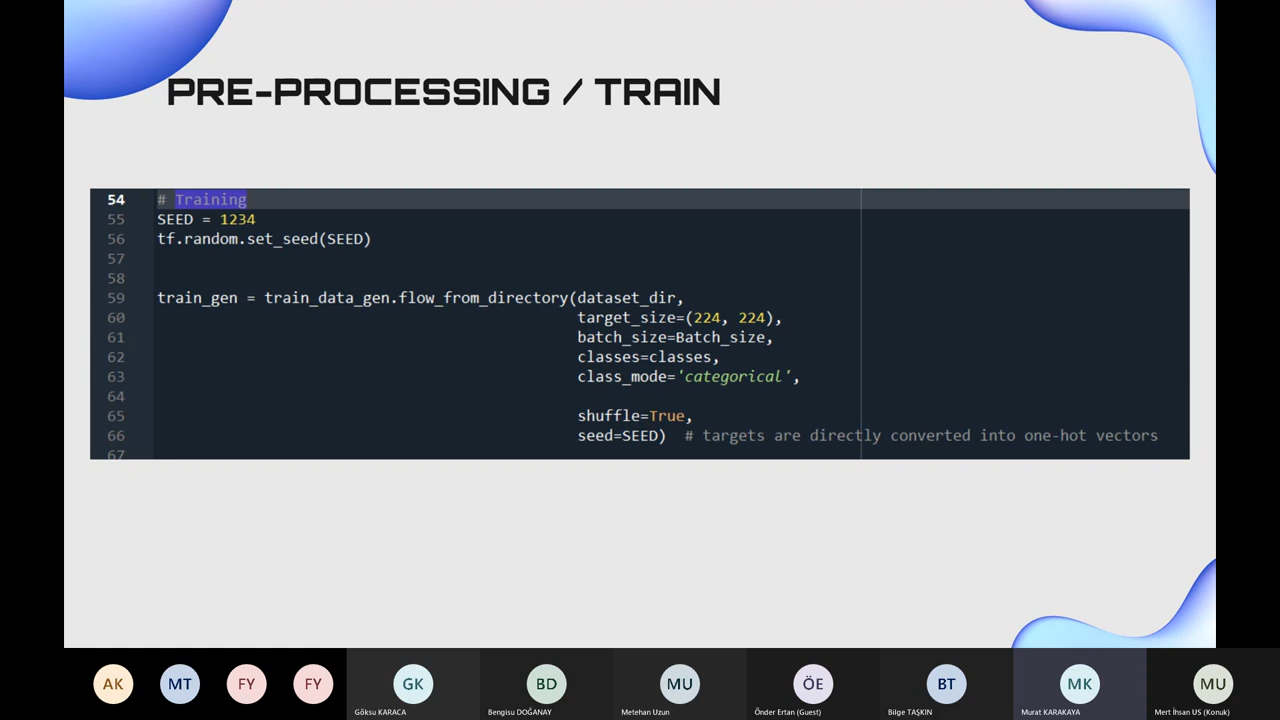 PRE-PROCESSING / TRAIN
54 # Training
55 SEED = 1234
56 tf.random.set_seed(SEED)
57
58
59 train_gen = train_data_gen.flow_from_directory(dataset_dir,
60 target_size=(224, 224),
61 batch_size=Batch_size,
62 classes=classes,
63 class_mode='categorical',
64
65 shuffle=True,
66 seed=SEED) # targets are directly converted into one-hot vectors
67
AK MT FY FY GK BD MU ÖE BT MK MU
Göksu KARACA Bengisu DOĞANAY Metehan Uzun Önder Ertan (Guest) Bilge TAŞKIN Murat KARAKAYA Mert İhsan US (Konuk)